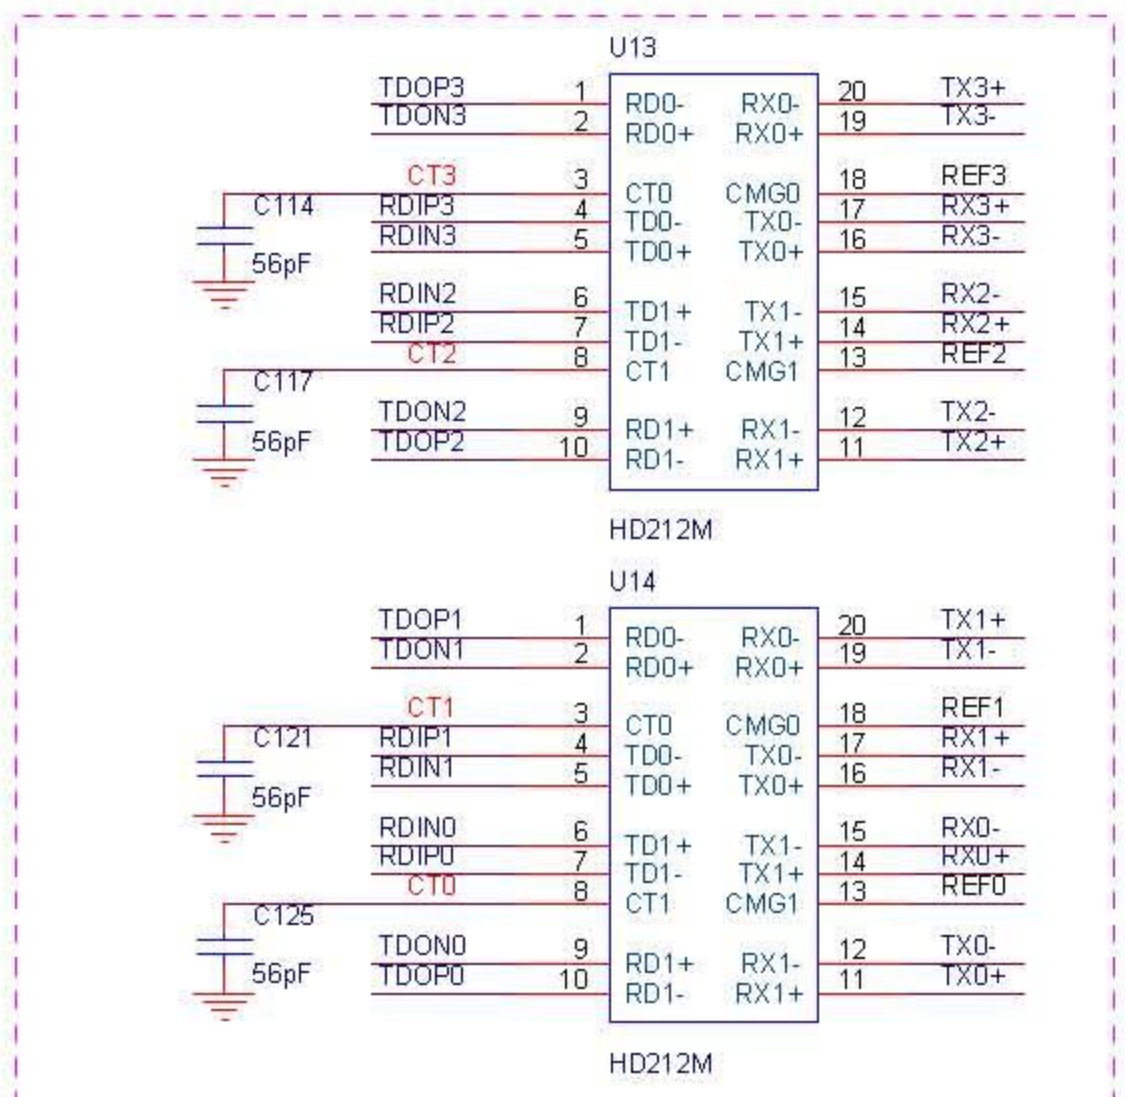 U13
TDOP3 1 RD0- RX0- 20 TX3+
TDON3 2 RD0+ RX0+ 19 TX3-
CT3 3 CT0 CMG0 18 REF3
C114 RDIP3 4 TD0- TX0- 17 RX3+
RDIN3 5 TD0+ TX0+ 16 RX3-
56pF
RDIN2 6 TD1+ TX1- 15 RX2-
RDIP2 7 TD1- TX1+ 14 RX2+
CT2 8 CT1 CMG1 13 REF2
C117
TDON2 9 RD1+ RX1- 12 TX2-
56pF TDOP2 10 RD1- RX1+ 11 TX2+
HD212M
U14
TDOP1 1 RD0- RX0- 20 TX1+
TDON1 2 RD0+ RX0+ 19 TX1-
CT1 3 CT0 CMG0 18 REF1
C121 RDIP1 4 TD0- TX0- 17 RX1+
RDIN1 5 TD0+ TX0+ 16 RX1-
56pF
RDIN0 6 TD1+ TX1- 15 RX0-
RDIP0 7 TD1- TX1+ 14 RX0+
CT0 8 CT1 CMG1 13 REF0
C125
TDON0 9 RD1+ RX1- 12 TX0-
56pF TDOP0 10 RD1- RX1+ 11 TX0+
HD212M